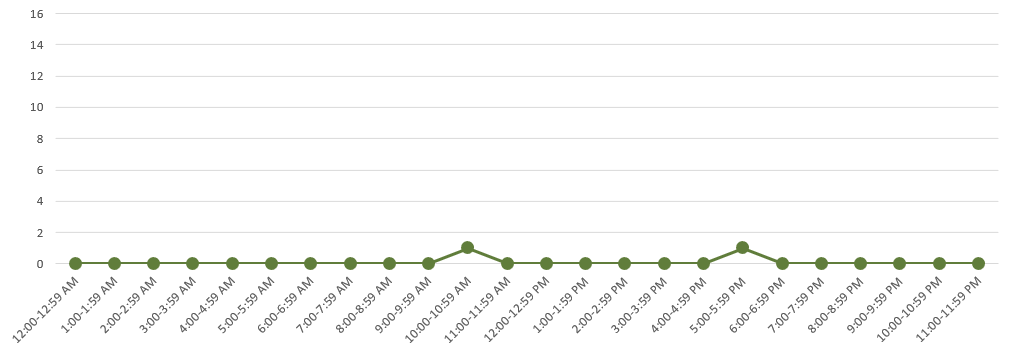 16
14
12
10
8
6
4
2
0
12:00-12:59 AM
1:00-1:59 AM
2:00-2:59 AM
3:00-3:59 AM
4:00-4:59 AM
5:00-5:59 AM
6:00-6:59 AM
7:00-7:59 AM
8:00-8:59 AM
9:00-9:59 AM
10:00-10:59 AM
11:00-11:59 AM
12:00-12:59 PM
1:00-1:59 PM
2:00-2:59 PM
3:00-3:59 PM
4:00-4:59 PM
5:00-5:59 PM
6:00-6:59 PM
7:00-7:59 PM
8:00-8:59 PM
9:00-9:59 PM
10:00-10:59 PM
11:00-11:59 PM